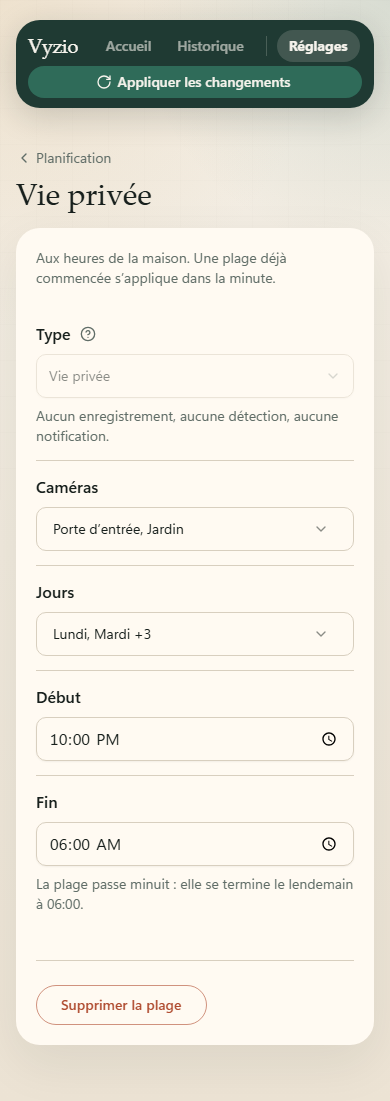 Vyzio
Accueil
Historique
Réglages
Appliquer les changements
Planification
Vie privée
Aux heures de la maison. Une plage déjà
commencée s'applique dans la minute.
Type
Vie privée
Aucun enregistrement, aucune détection, aucune
notification.
Caméras
Porte d'entrée, Jardin
Jours
Lundi, Mardi +3
Début
10:00 PM
Fin
06:00 AM
La plage passe minuit : elle se termine le lendemain
à 06:00.
Supprimer la plage